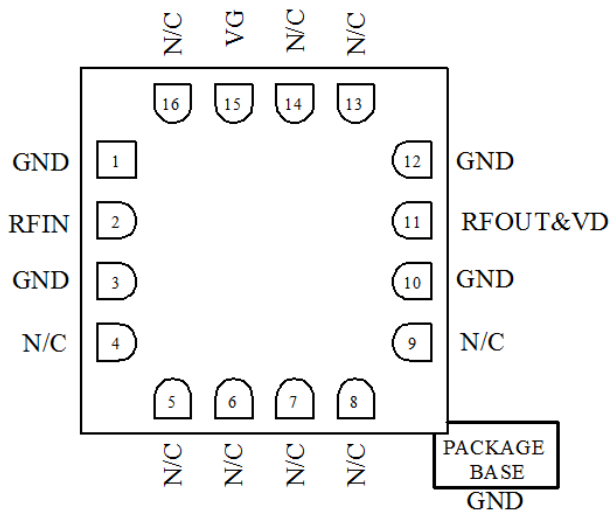 N/C VG N/C N/C
16 15 14 13
GND 1 12 GND
RFIN 2 11 RFOUT&VD
GND 3 10 GND
N/C 4 9 N/C
5 6 7 8
N/C N/C N/C N/C
PACKAGE
BASE
GND